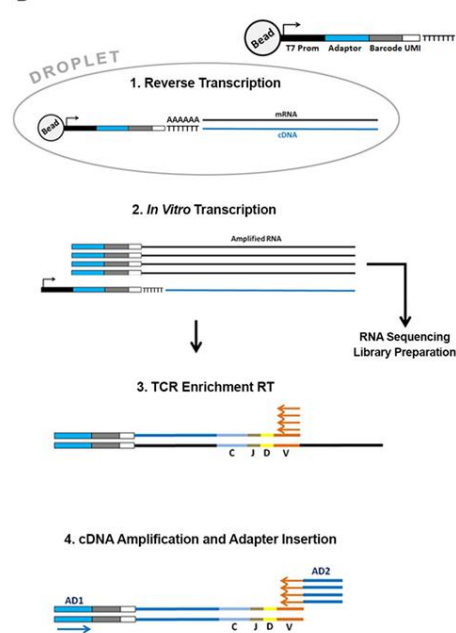 Bead
T7 Prom Adaptor Barcode UMI TTTTTTT
DROPLET
1. Reverse Transcription
AAAAAA
mRNA
Bead
TTTTTTT
cDNA
2. In Vitro Transcription
Amplified RNA
TTTTTT
RNA Sequencing
Library Preparation
3. TCR Enrichment RT
C J D V
4. cDNA Amplification and Adapter Insertion
AD2
AD1
C J D V